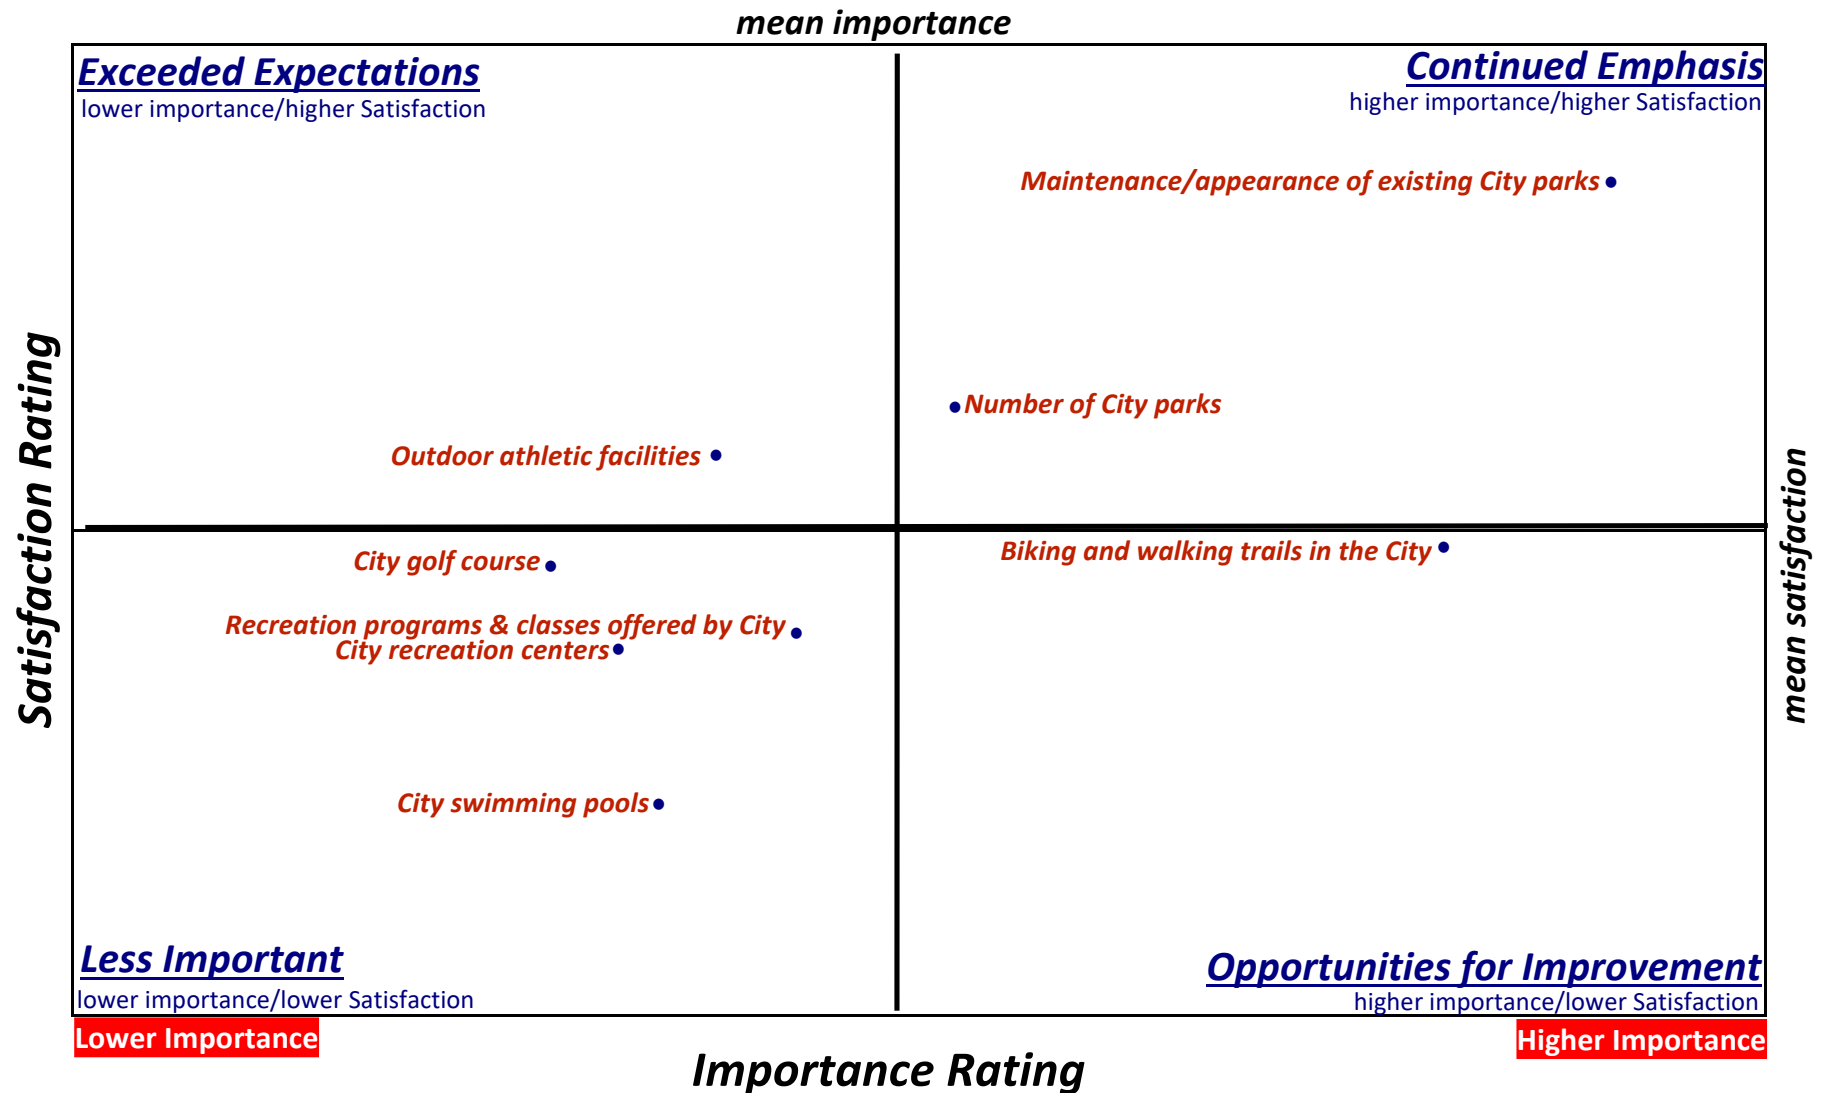 mean importance
Exceeded Expectations
lower importance/higher Satisfaction
Continued Emphasis
higher importance/higher Satisfaction
Maintenance/appearance of existing City parks
Number of City parks
Outdoor athletic facilities
Satisfaction Rating
mean satisfaction
City golf course
Biking and walking trails in the City
Recreation programs & classes offered by City
City recreation centers
City swimming pools
Less Important
lower importance/lower Satisfaction
Opportunities for Improvement
higher importance/lower Satisfaction
Lower Importance
Higher Importance
Importance Rating